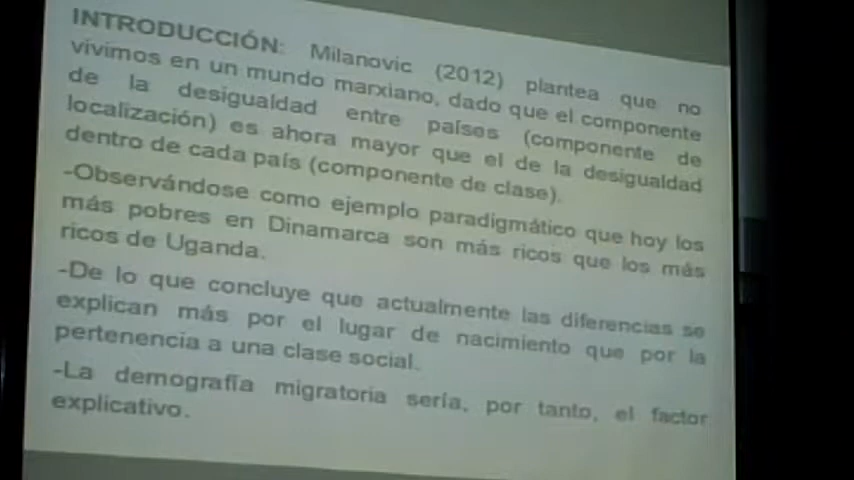 INTRODUCCIÓN: Milanovic (2012) plantea que no
vivimos en un mundo marxiano, dado que el componente
de la desigualdad entre países (componente de
localización) es ahora mayor que el de la desigualdad
dentro de cada país (componente de clase).
-Observándose como ejemplo paradigmático que hoy los
más pobres en Dinamarca son más ricos que los más
ricos de Uganda.
-De lo que concluye que actualmente las diferencias se
explican más por el lugar de nacimiento que por la
pertenencia a una clase social.
-La demografía migratoria sería, por tanto, el factor
explicativo.